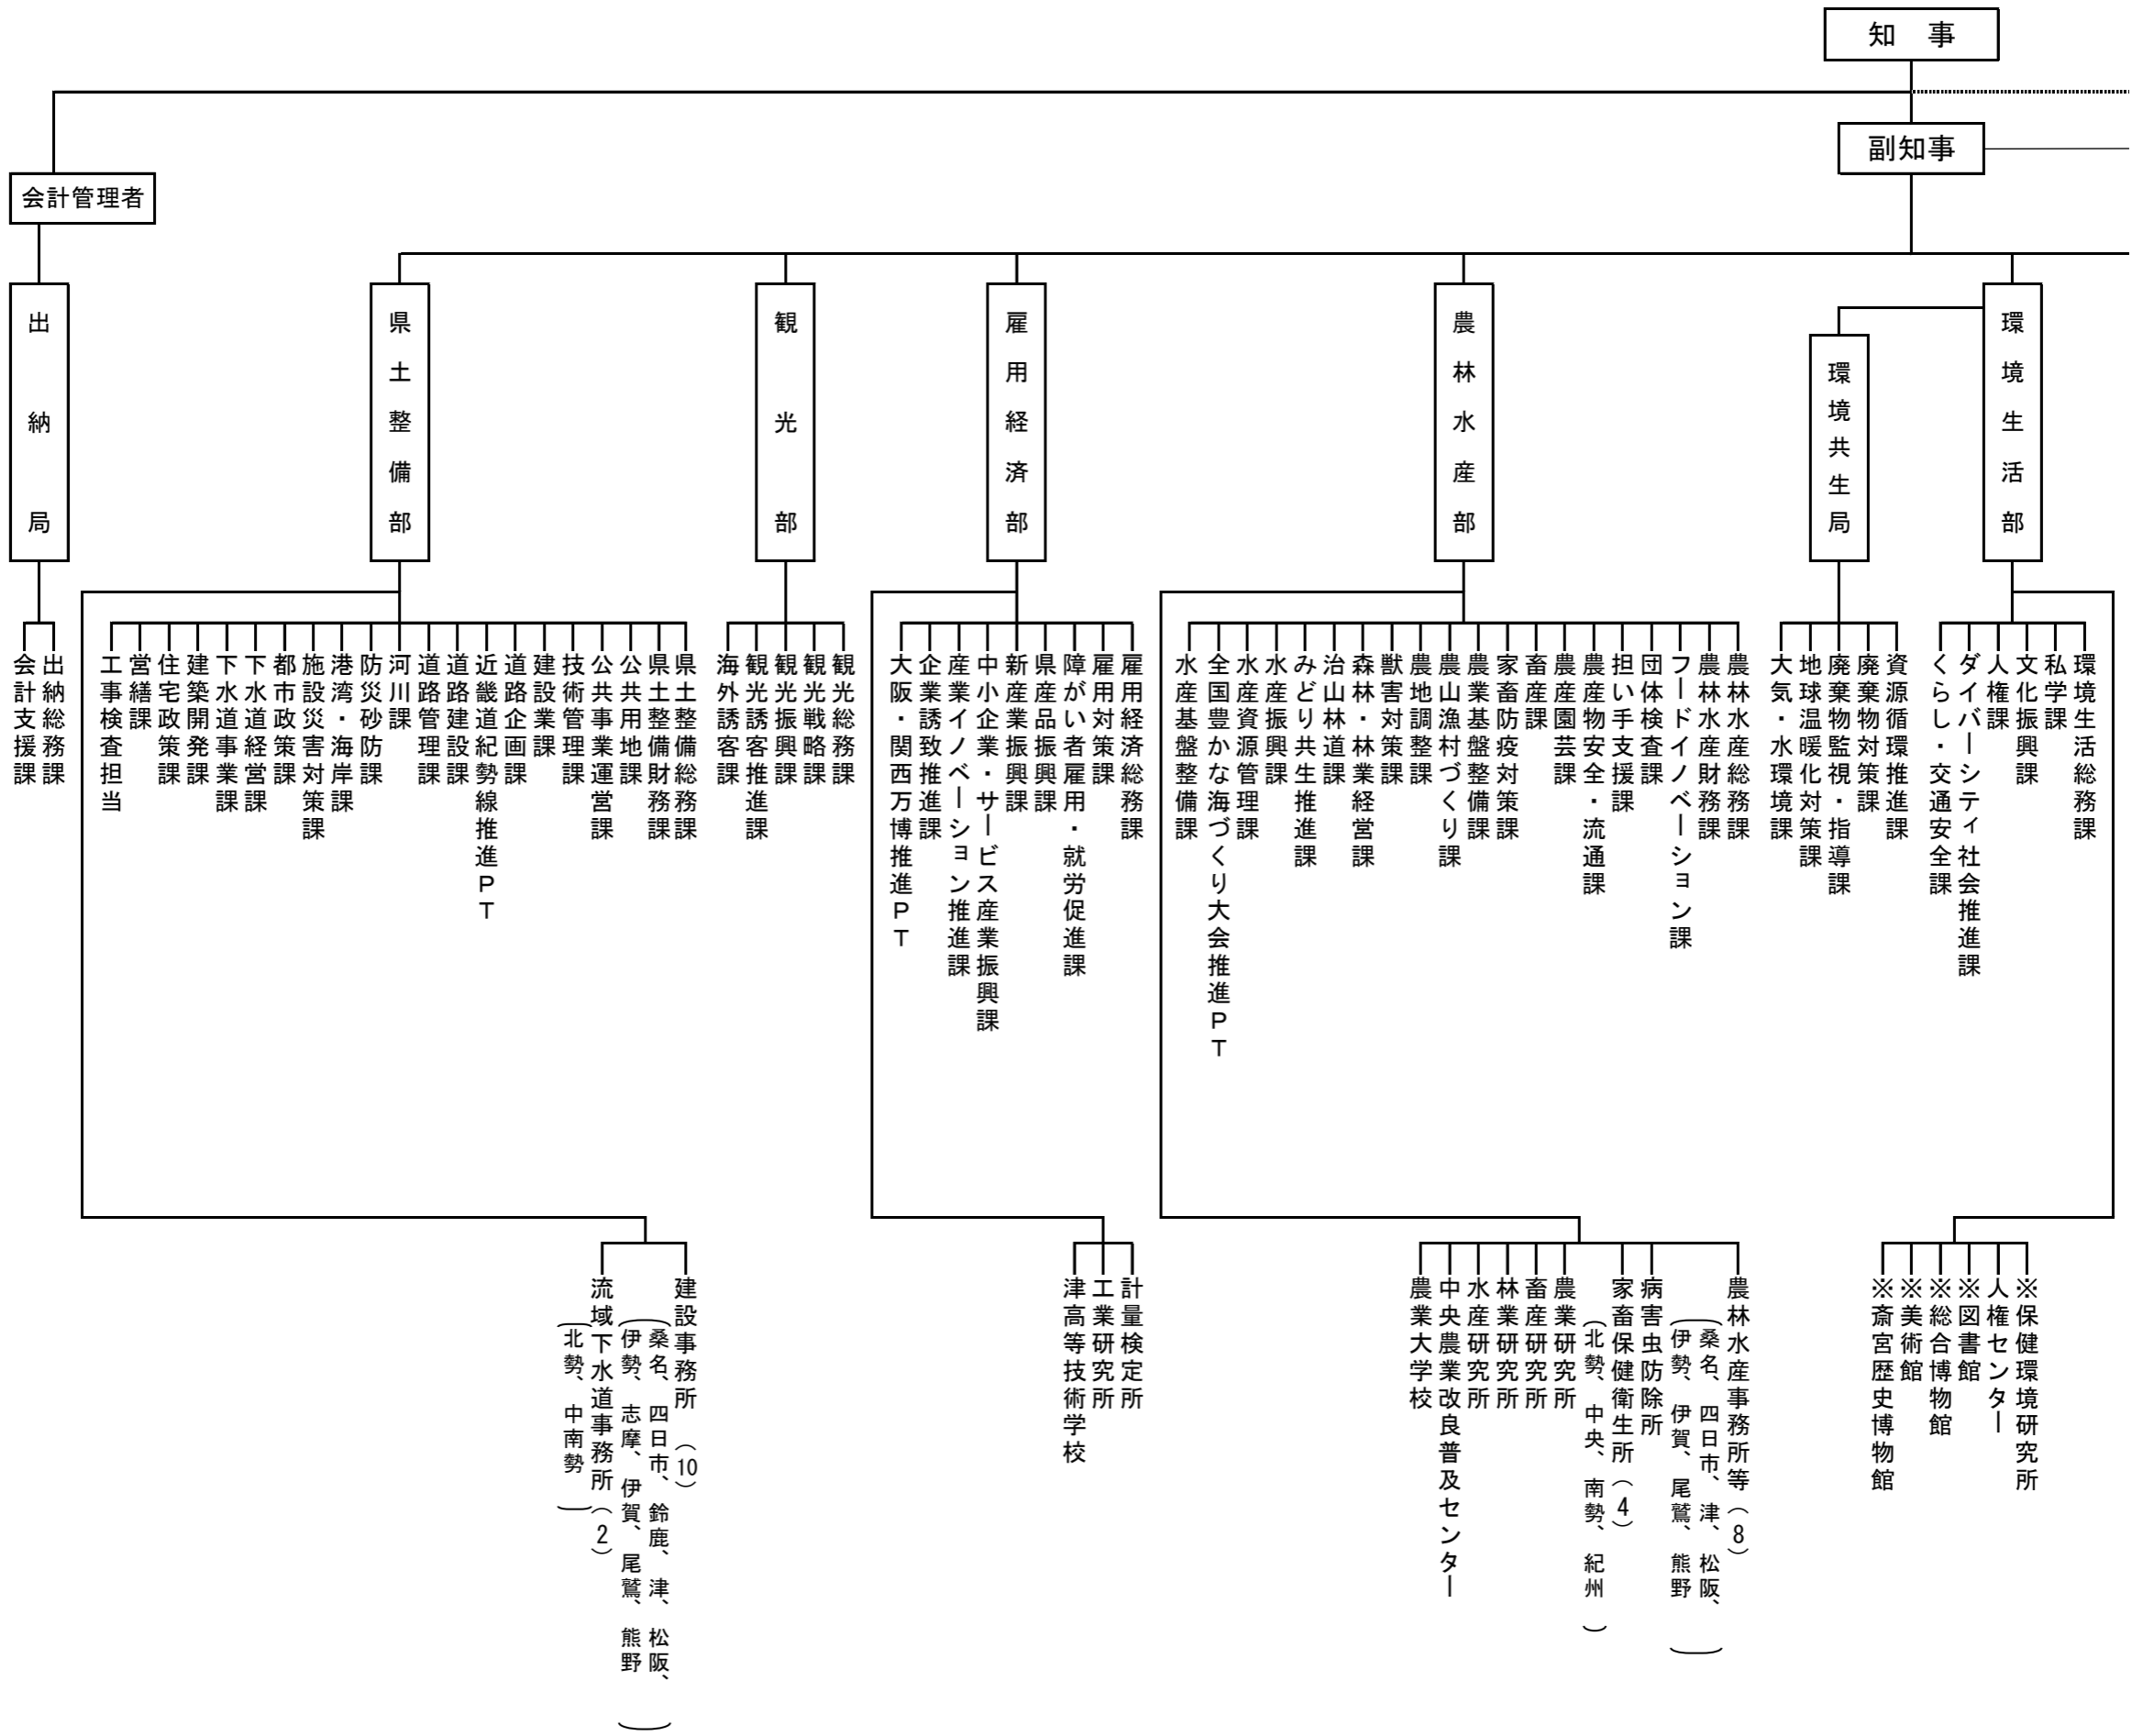 知事
副知事
会計管理者
環境生活部
環境共生局
農林水産部
雇用経済部
観光部
県土整備部
出納局
環境生活総務課
私学課
文化振興課
人権課
ダイバーシティ社会推進課
くらし・交通安全課
資源循環推進課
廃棄物対策課
廃棄物監視・指導課
地球温暖化対策課
大気・水環境課
農林水産総務課
農林水産財務課
フードイノベーション課
団体検査課
担い手支援課
農産物安全・流通課
農産園芸課
畜産課
家畜防疫対策課
農業基盤整備課
農山漁村づくり課
農地調整課
獣害対策課
森林・林業経営課
治山林道課
みどり共生推進課
水産振興課
水産資源管理課
全国豊かな海づくり大会推進ＰＴ
水産基盤整備課
雇用経済総務課
雇用対策課
障がい者雇用・就労促進課
県産品振興課
新産業振興課
中小企業・サービス産業振興課
産業イノベーション推進課
企業誘致推進課
大阪・関西万博推進ＰＴ
観光総務課
観光戦略課
観光振興課
観光誘客推進課
海外誘客課
県土整備総務課
県土整備財務課
公共用地課
公共事業運営課
技術管理課
建設業課
道路企画課
近畿道紀勢線推進ＰＴ
道路建設課
道路管理課
河川課
防災砂防課
港湾・海岸課
施設災害対策課
都市政策課
下水道経営課
下水道事業課
建築開発課
住宅政策課
営繕課
工事検査担当
出納総務課
会計支援課
※保健環境研究所
人権センター
※図書館
※総合博物館
※美術館
※斎宮歴史博物館
農林水産事務所等（8）
（桑名、四日市、津、松阪、
伊勢、伊賀、尾鷲、熊野）
病害虫防除所
家畜保健衛生所（4）
（北勢、中央、南勢、紀州）
農業研究所
畜産研究所
林業研究所
水産研究所
中央農業改良普及センター
農業大学校
計量検定所
工業研究所
津高等技術学校
建設事務所（10）
（桑名、四日市、鈴鹿、津、松阪、
伊勢、志摩、伊賀、尾鷲、熊野）
流域下水道事務所（2）
（北勢、中南勢）